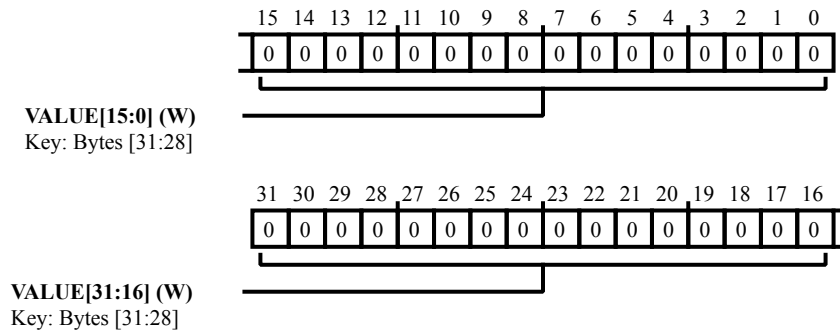 15 14 13 12 11 10 9 8 7 6 5 4 3 2 1 0
0 0 0 0 0 0 0 0 0 0 0 0 0 0 0 0
VALUE[15:0] (W)
Key: Bytes [31:28]
31 30 29 28 27 26 25 24 23 22 21 20 19 18 17 16
0 0 0 0 0 0 0 0 0 0 0 0 0 0 0 0
VALUE[31:16] (W)
Key: Bytes [31:28]